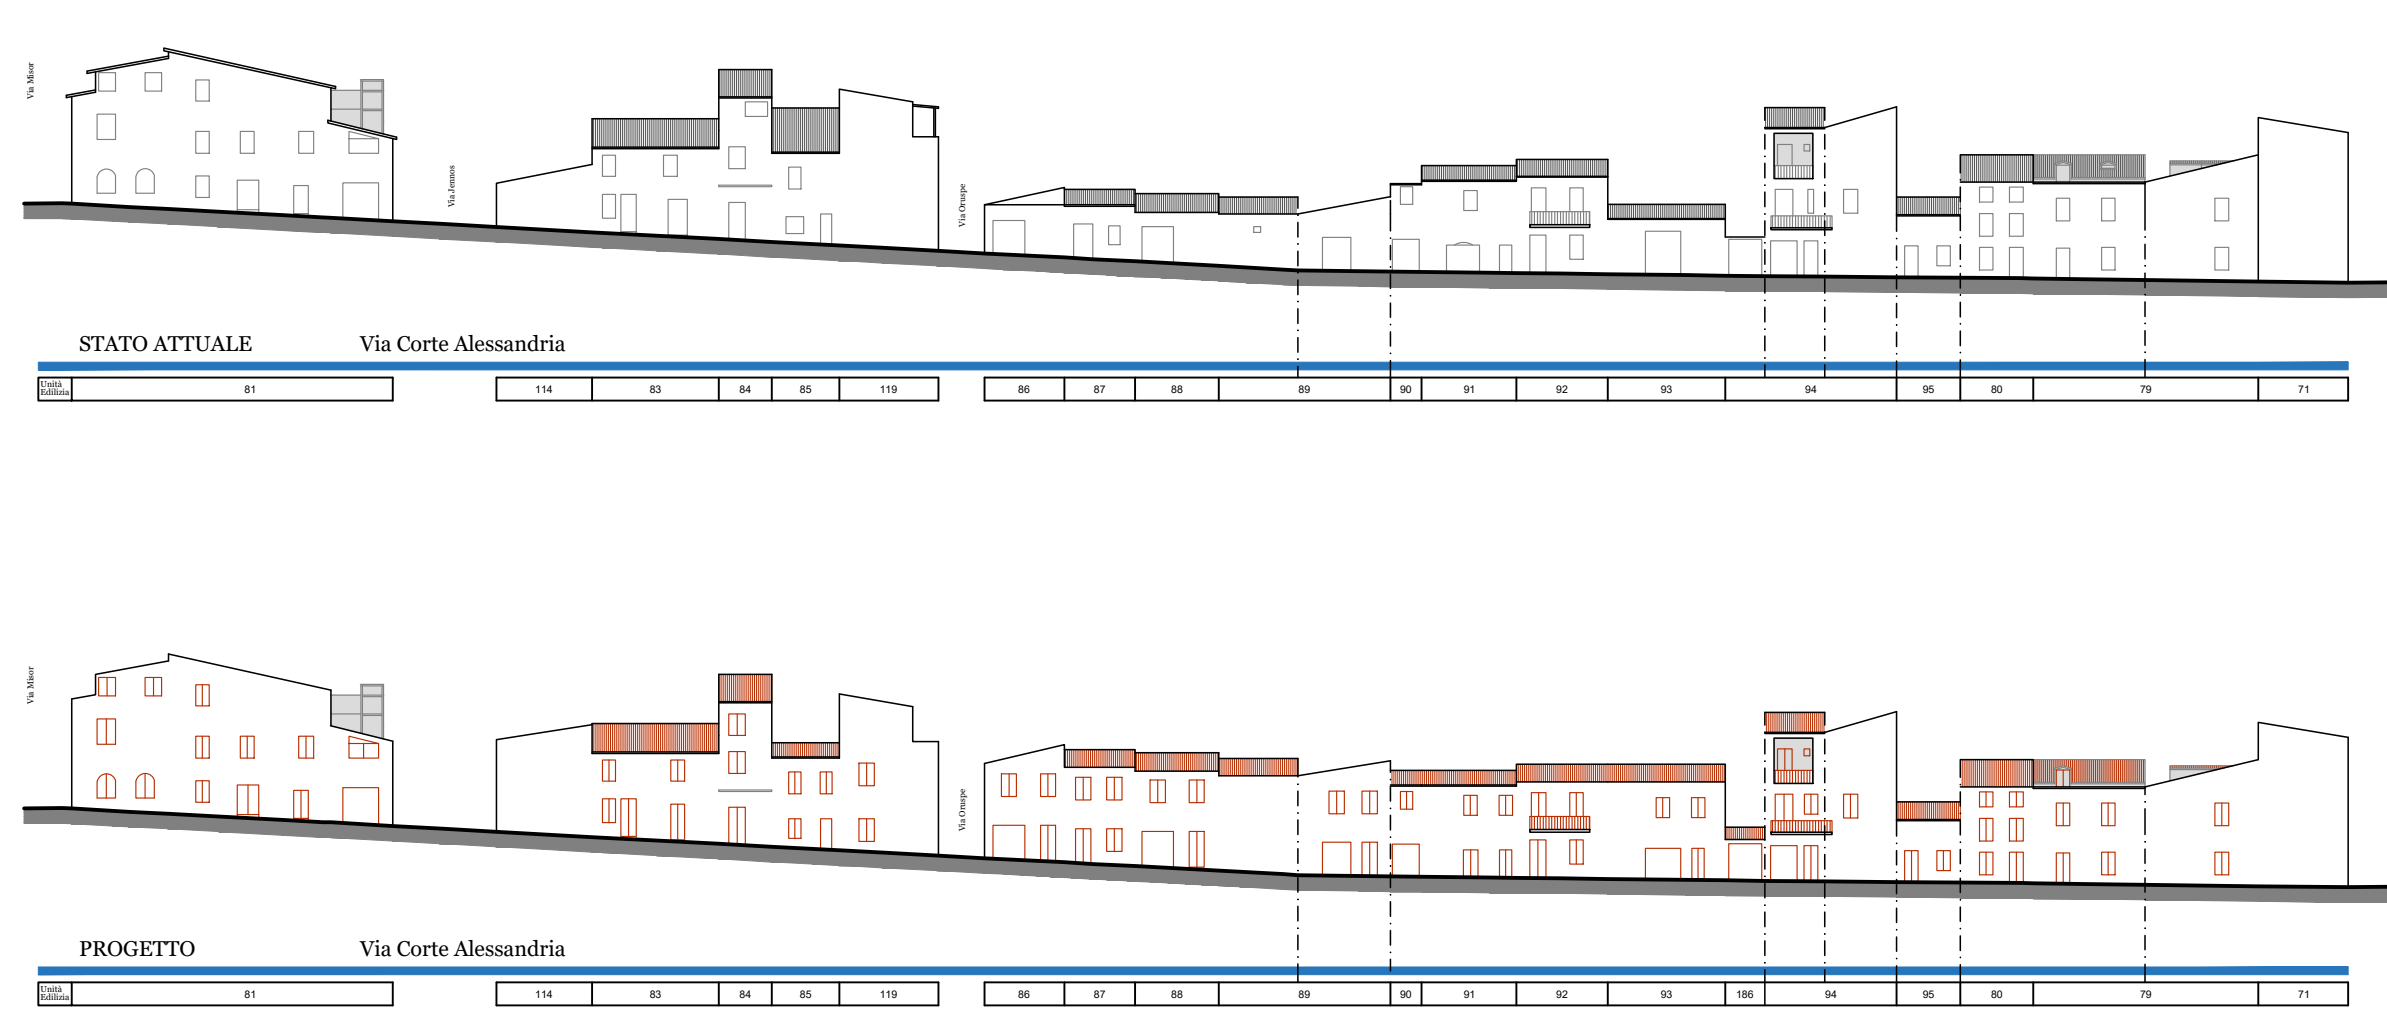 Via Misor
Via Jennos
Via Oruspe
STATO ATTUALE Via Corte Alessandria
Unità
Edilizia
81 114 83 84 85 119 86 87 88 89 90 91 92 93 94 95 80 79 71
Via Misor
Via Oruspe
PROGETTO Via Corte Alessandria
Unità
Edilizia
81 114 83 84 85 119 86 87 88 89 90 91 92 93 186 94 95 80 79 71